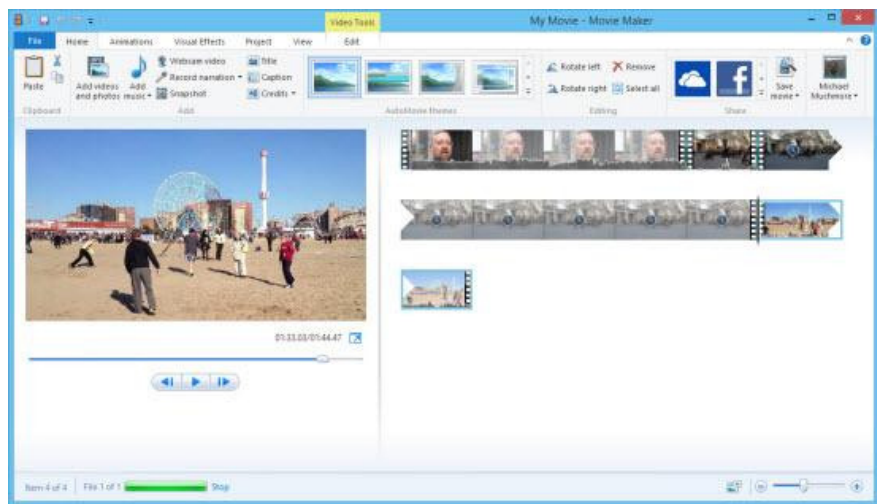 Video Tools
My Movie - Movie Maker
File Home Animations Visual Effects Project View Edit
Paste
Add videos and photos
Add music
Webcam video
Record narration
Snapshot
Title
Caption
Credits
Rotate left
Rotate right
Remove
Select all
Save movie
Michael Muchmore
Clipboard
Add
AutoMovie themes
Editing
Share
01:33.03/01:44.47
Item 4 of 4
File 1 of 1
Stop